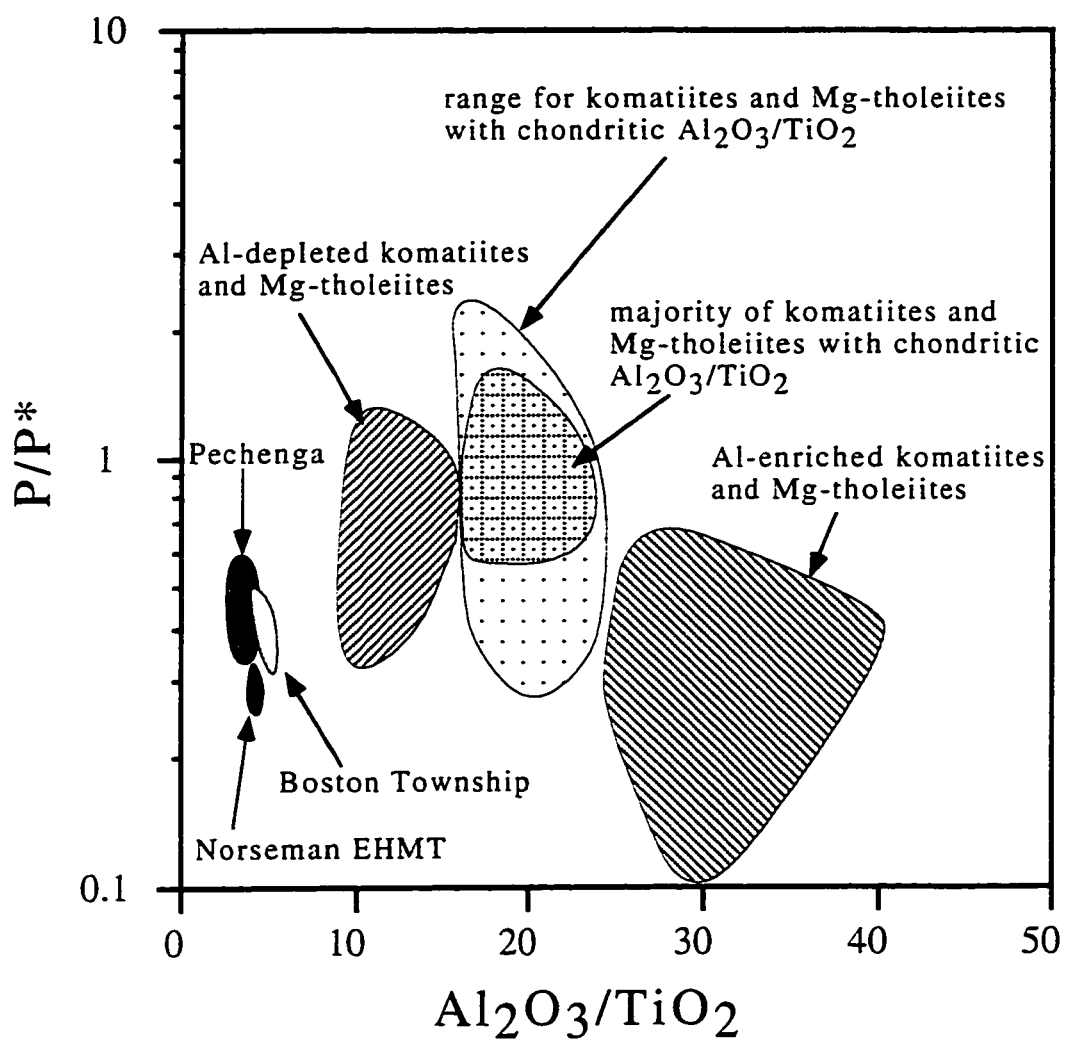 10
range for komatiites and Mg-tholeiites
with chondritic Al2O3/TiO2
Al-depleted komatiites
and Mg-tholeiites
majority of komatiites and
Mg-tholeiites with chondritic
Al2O3/TiO2
P/P*
1
Pechenga
Al-enriched komatiites
and Mg-tholeiites
Boston Township
Norseman EHMT
0.1
0 10 20 30 40 50
Al2O3/TiO2